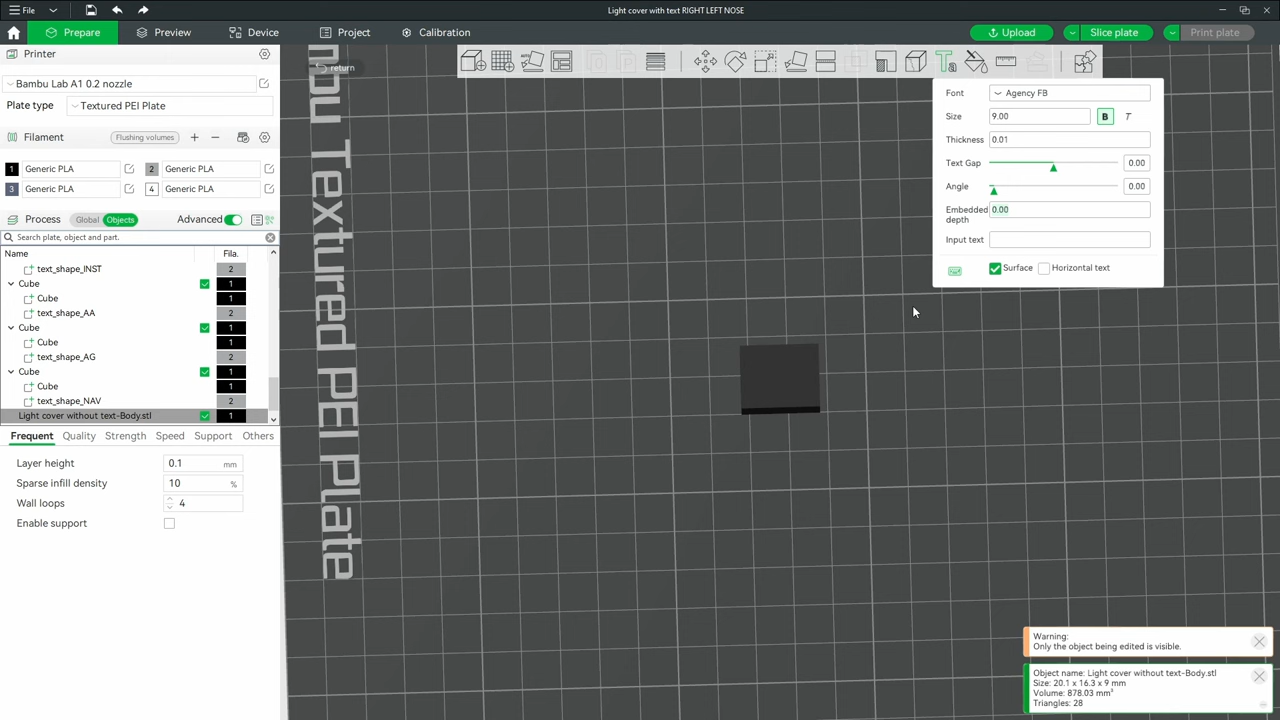 File
Light cover with text RIGHT LEFT NOSE
Prepare
Preview
Device
Project
Calibration
Upload
Slice plate
Print plate
Printer
return
Bambu Lab A1 0.2 nozzle
Plate type
Textured PEI Plate
Filament
Flushing volumes
1 Generic PLA
2 Generic PLA
3 Generic PLA
4 Generic PLA
Process
Global
Objects
Advanced
Search plate, object and part.
Name
Fila.
text_shape_INST
2
Cube
1
Cube
1
text_shape_AA
2
Cube
1
Cube
1
text_shape_AG
2
Cube
1
Cube
1
text_shape_NAV
2
Light cover without text-Body.stl
1
Frequent
Quality
Strength
Speed
Support
Others
Layer height
0.1
mm
Sparse infill density
10
%
Wall loops
4
Enable support
Textured PEI Plate
Font
Agency FB
Size
9.00
B
T
Thickness
0.01
Text Gap
0.00
Angle
0.00
Embedded
depth
0.00
Input text
Surface
Horizontal text
Warning:
Only the object being edited is visible.
Object name: Light cover without text-Body.stl
Size: 20.1 x 16.3 x 9 mm
Volume: 878.03 mm³
Triangles: 28